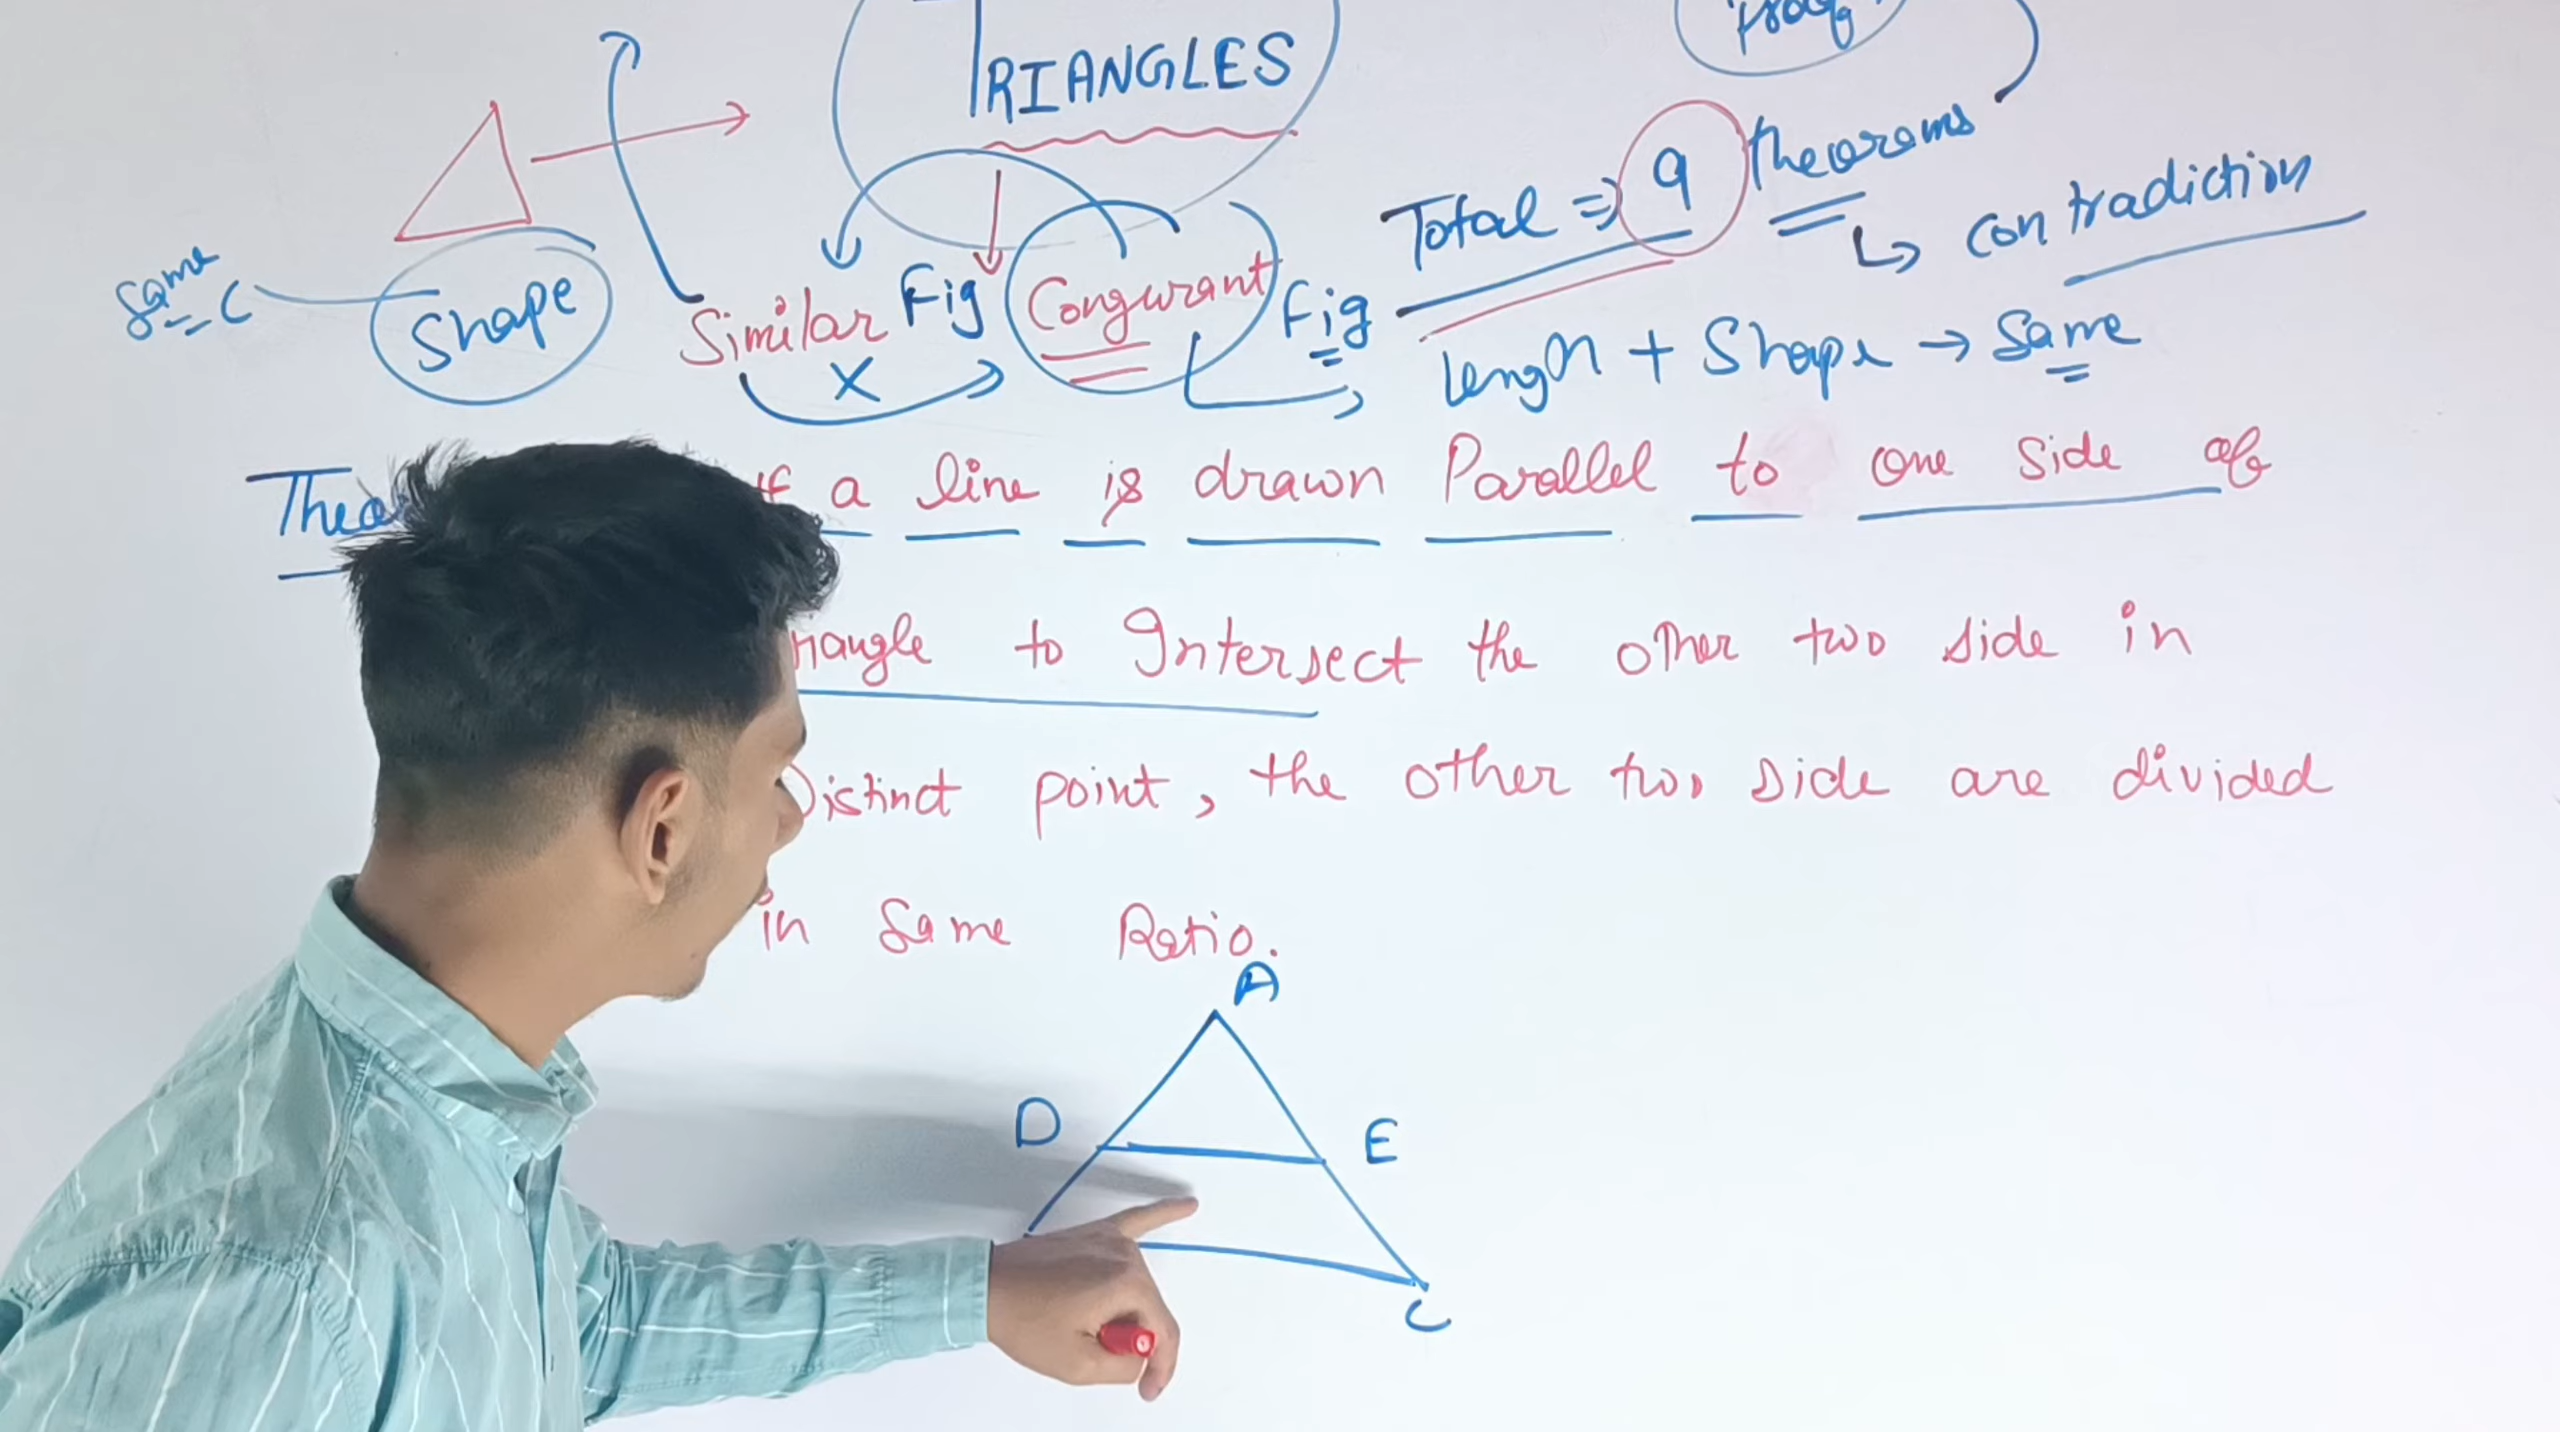 TRIANGLES
Total ⇒ 9 theorems
↳ contradiction
Same
Shape
Similar Fig
Congurant Fig
length + Shape → Same
x
If a line is drawn Parallel to one side of
to Intersect the other two side in
Distinct point, the other two side are divided
in Same Ratio.
A
D
E
C